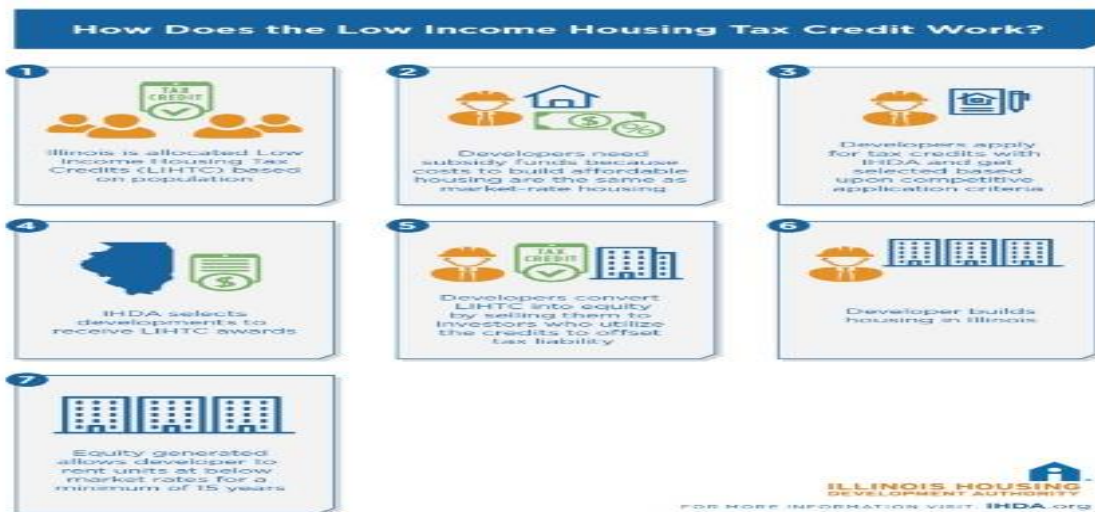 How Does the Low Income Housing Tax Credit Work?
1
TAX
CREDIT
Illinois is allocated Low
Income Housing Tax
Credits (LIHTC) based
on population
2
$
%
Developers need
subsidy funds because
costs to build affordable
housing are the same as
market-rate housing
3
Developers apply
for tax credits with
IHDA and get
selected based
upon competitive
application criteria
4
$
IHDA selects
developments to
receive LIHTC awards
5
TAX
CREDIT
Developers convert
LIHTC into equity
by selling them to
investors who utilize
the credits to offset
tax liability
6
Developer builds
housing in Illinois
7
Equity generated
allows developer to
rent units at below
market rates for a
minimum of 15 years
ILLINOIS HOUSING
DEVELOPMENT AUTHORITY
FOR MORE INFORMATION VISIT: IHDA.org